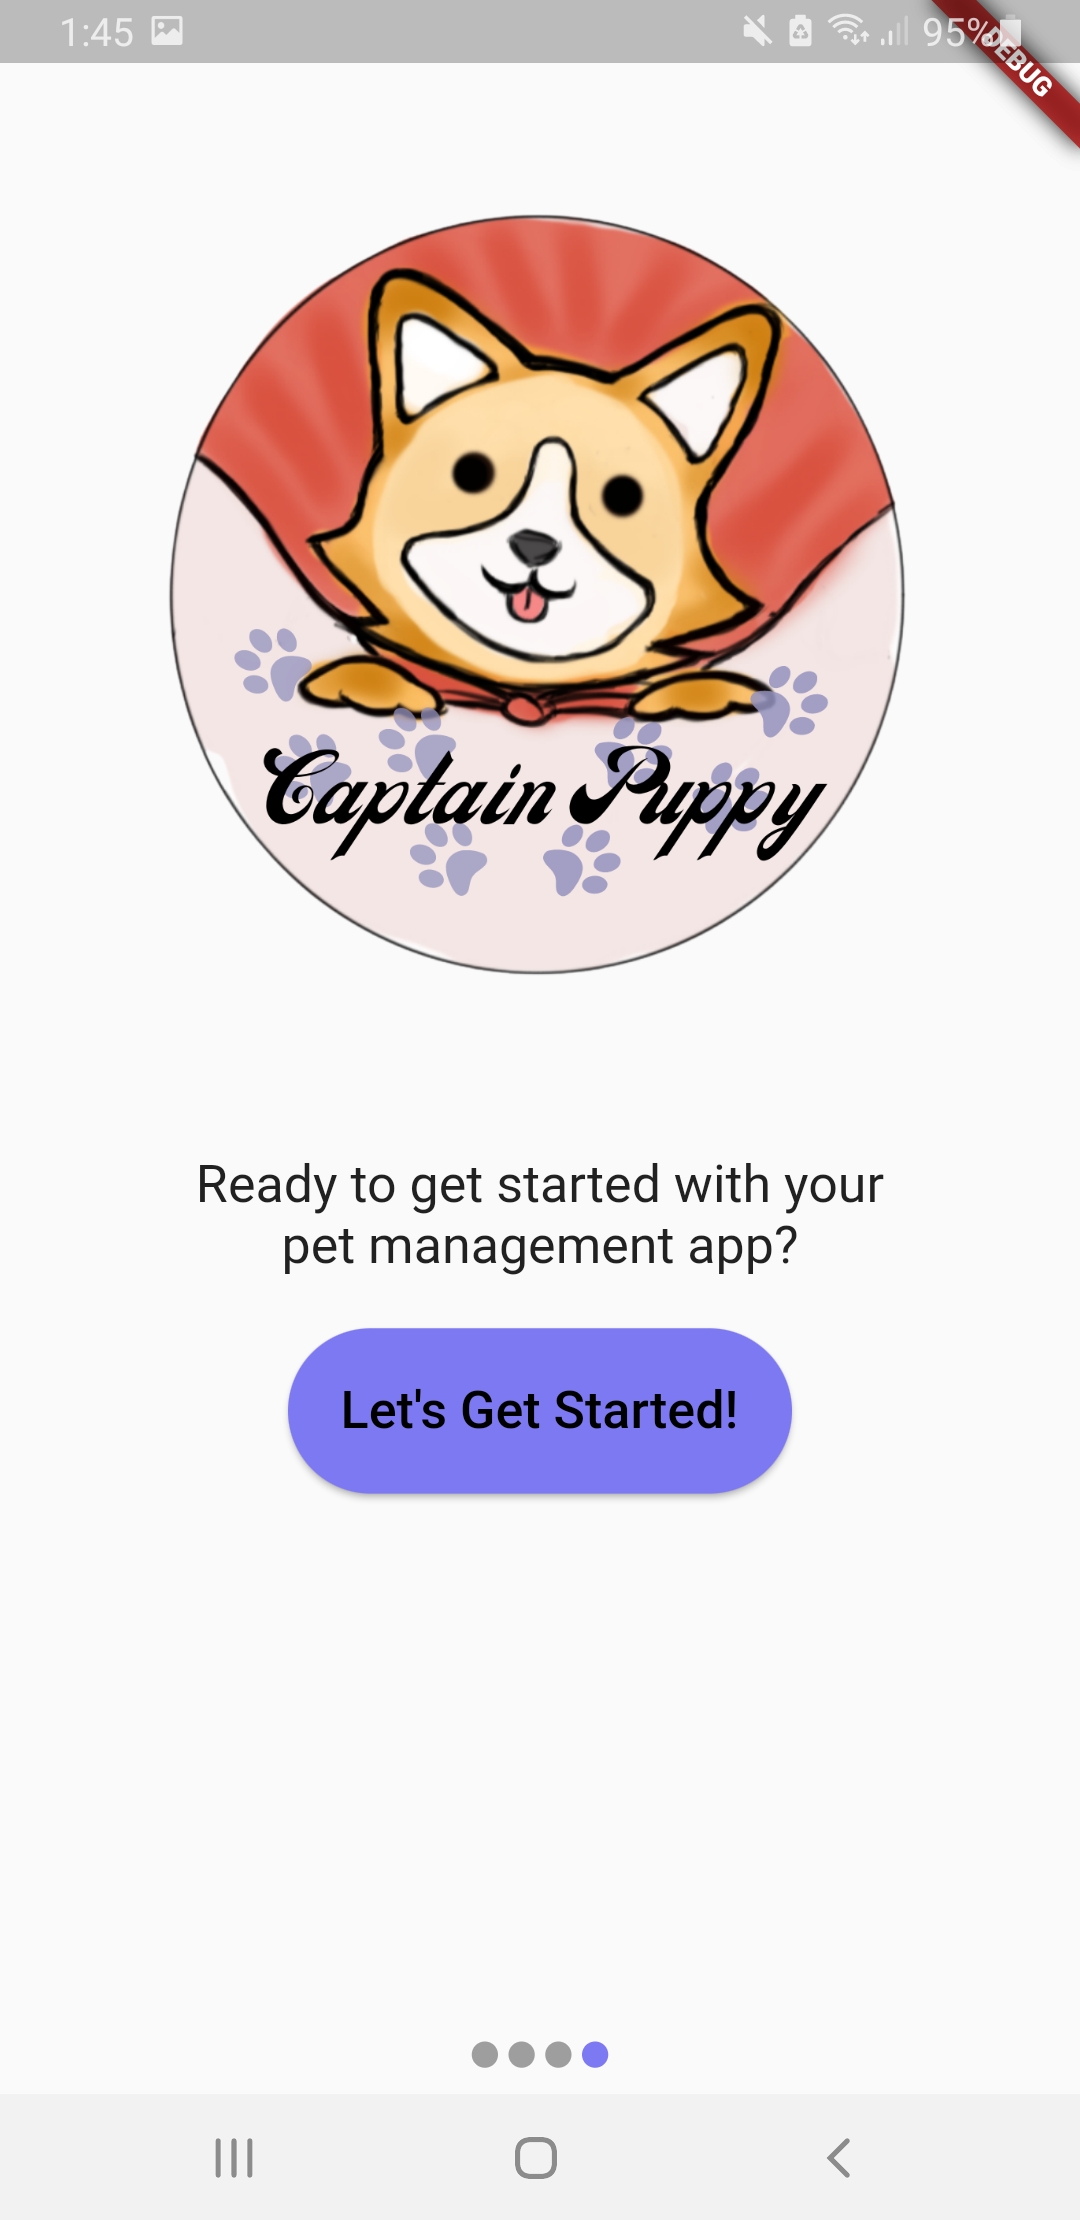 1:45
95%
DEBUG
Captain Puppy
Ready to get started with your
pet management app?
Let's Get Started!